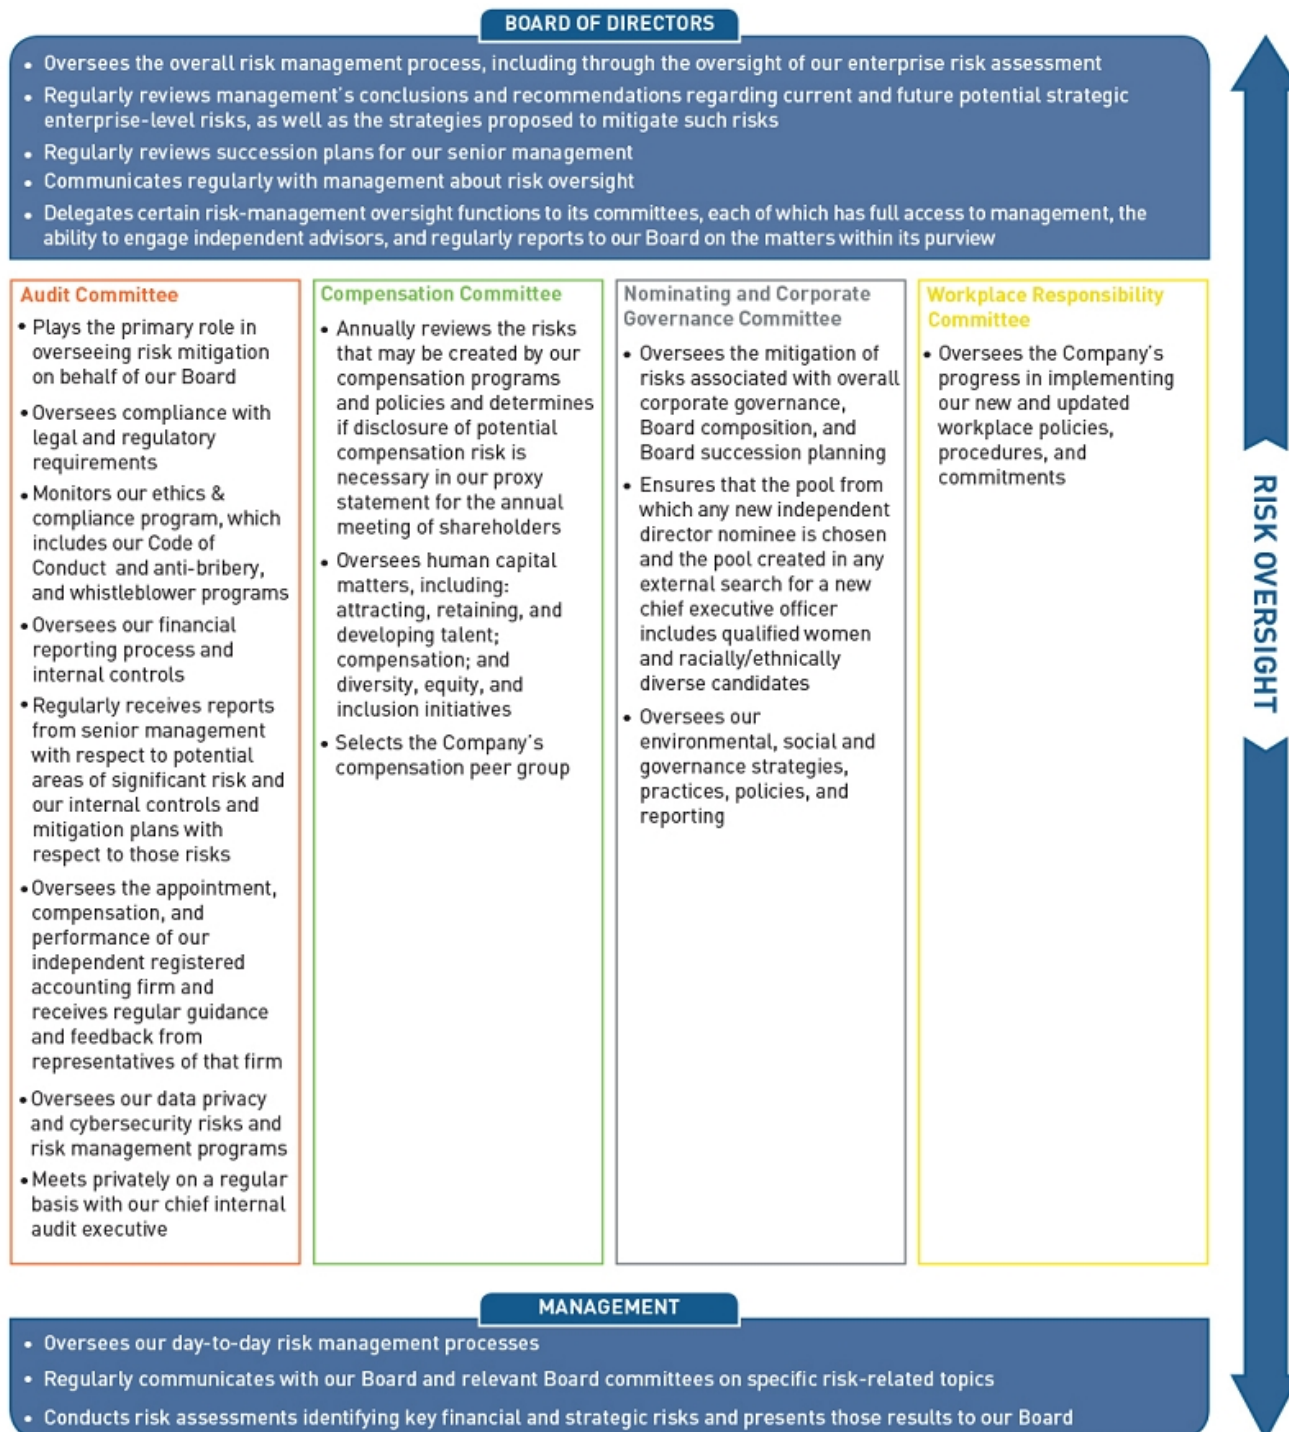 BOARD OF DIRECTORS
• Oversees the overall risk management process, including through the oversight of our enterprise risk assessment
• Regularly reviews management's conclusions and recommendations regarding current and future potential strategic
enterprise-level risks, as well as the strategies proposed to mitigate such risks
• Regularly reviews succession plans for our senior management
• Communicates regularly with management about risk oversight
• Delegates certain risk-management oversight functions to its committees, each of which has full access to management, the
ability to engage independent advisors, and regularly reports to our Board on the matters within its purview
Audit Committee
• Plays the primary role in
overseeing risk mitigation
on behalf of our Board
• Oversees compliance with
legal and regulatory
requirements
• Monitors our ethics &
compliance program, which
includes our Code of
Conduct and anti-bribery,
and whistleblower programs
• Oversees our financial
reporting process and
internal controls
• Regularly receives reports
from senior management
with respect to potential
areas of significant risk and
our internal controls and
mitigation plans with
respect to those risks
• Oversees the appointment,
compensation, and
performance of our
independent registered
accounting firm and
receives regular guidance
and feedback from
representatives of that firm
• Oversees our data privacy
and cybersecurity risks and
risk management programs
• Meets privately on a regular
basis with our chief internal
audit executive
Compensation Committee
• Annually reviews the risks
that may be created by our
compensation programs
and policies and determines
if disclosure of potential
compensation risk is
necessary in our proxy
statement for the annual
meeting of shareholders
• Oversees human capital
matters, including:
attracting, retaining, and
developing talent;
compensation; and
diversity, equity, and
inclusion initiatives
• Selects the Company's
compensation peer group
Nominating and Corporate
Governance Committee
• Oversees the mitigation of
risks associated with overall
corporate governance,
Board composition, and
Board succession planning
• Ensures that the pool from
which any new independent
director nominee is chosen
and the pool created in any
external search for a new
chief executive officer
includes qualified women
and racially/ethnically
diverse candidates
• Oversees our
environmental, social and
governance strategies,
practices, policies, and
reporting
Workplace Responsibility
Committee
• Oversees the Company's
progress in implementing
our new and updated
workplace policies,
procedures, and
commitments
RISK OVERSIGHT
MANAGEMENT
• Oversees our day-to-day risk management processes
• Regularly communicates with our Board and relevant Board committees on specific risk-related topics
• Conducts risk assessments identifying key financial and strategic risks and presents those results to our Board